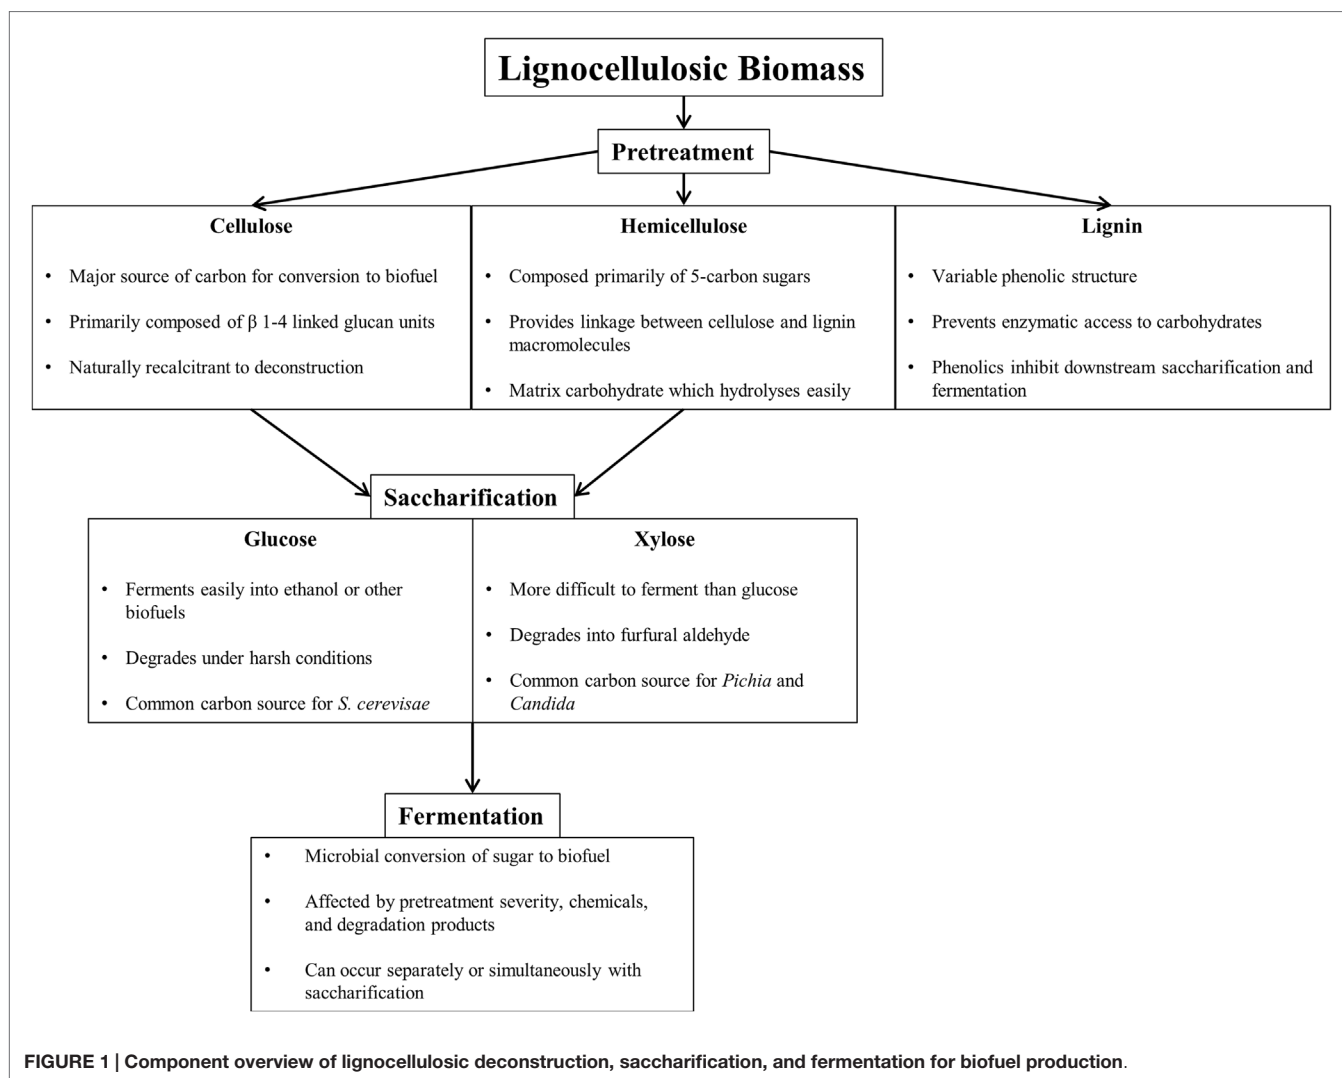 Lignocellulosic Biomass
Pretreatment
Cellulose
• Major source of carbon for conversion to biofuel
• Primarily composed of β 1-4 linked glucan units
• Naturally recalcitrant to deconstruction
Hemicellulose
• Composed primarily of 5-carbon sugars
• Provides linkage between cellulose and lignin
macromolecules
• Matrix carbohydrate which hydrolyses easily
Lignin
• Variable phenolic structure
• Prevents enzymatic access to carbohydrates
• Phenolics inhibit downstream saccharification and
fermentation
Saccharification
Glucose
• Ferments easily into ethanol or other
biofuels
• Degrades under harsh conditions
• Common carbon source for S. cerevisae
Xylose
• More difficult to ferment than glucose
• Degrades into furfural aldehyde
• Common carbon source for Pichia and
Candida
Fermentation
• Microbial conversion of sugar to biofuel
• Affected by pretreatment severity, chemicals,
and degradation products
• Can occur separately or simultaneously with
saccharification
FIGURE 1 | Component overview of lignocellulosic deconstruction, saccharification, and fermentation for biofuel production.